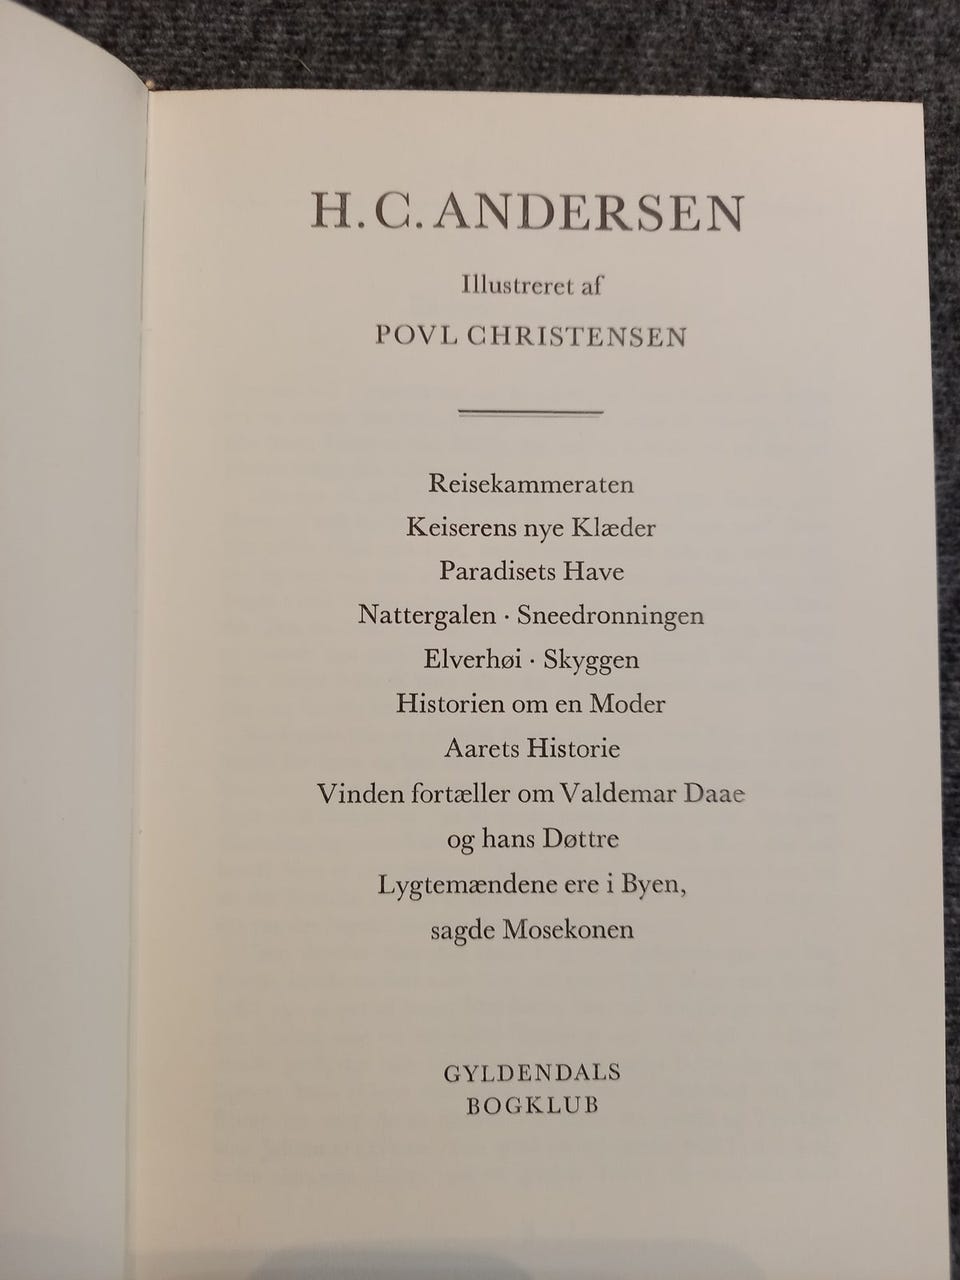 H. C. ANDERSEN
Illustreret af
POVL CHRISTENSEN
Reisekammeraten
Keiserens nye Klæder
Paradisets Have
Nattergalen · Sneedronningen
Elverhøi · Skyggen
Historien om en Moder
Aarets Historie
Vinden fortæller om Valdemar Daae
og hans Døttre
Lygtemændene ere i Byen,
sagde Mosekonen
GYLDENDALS
BOGKLUB